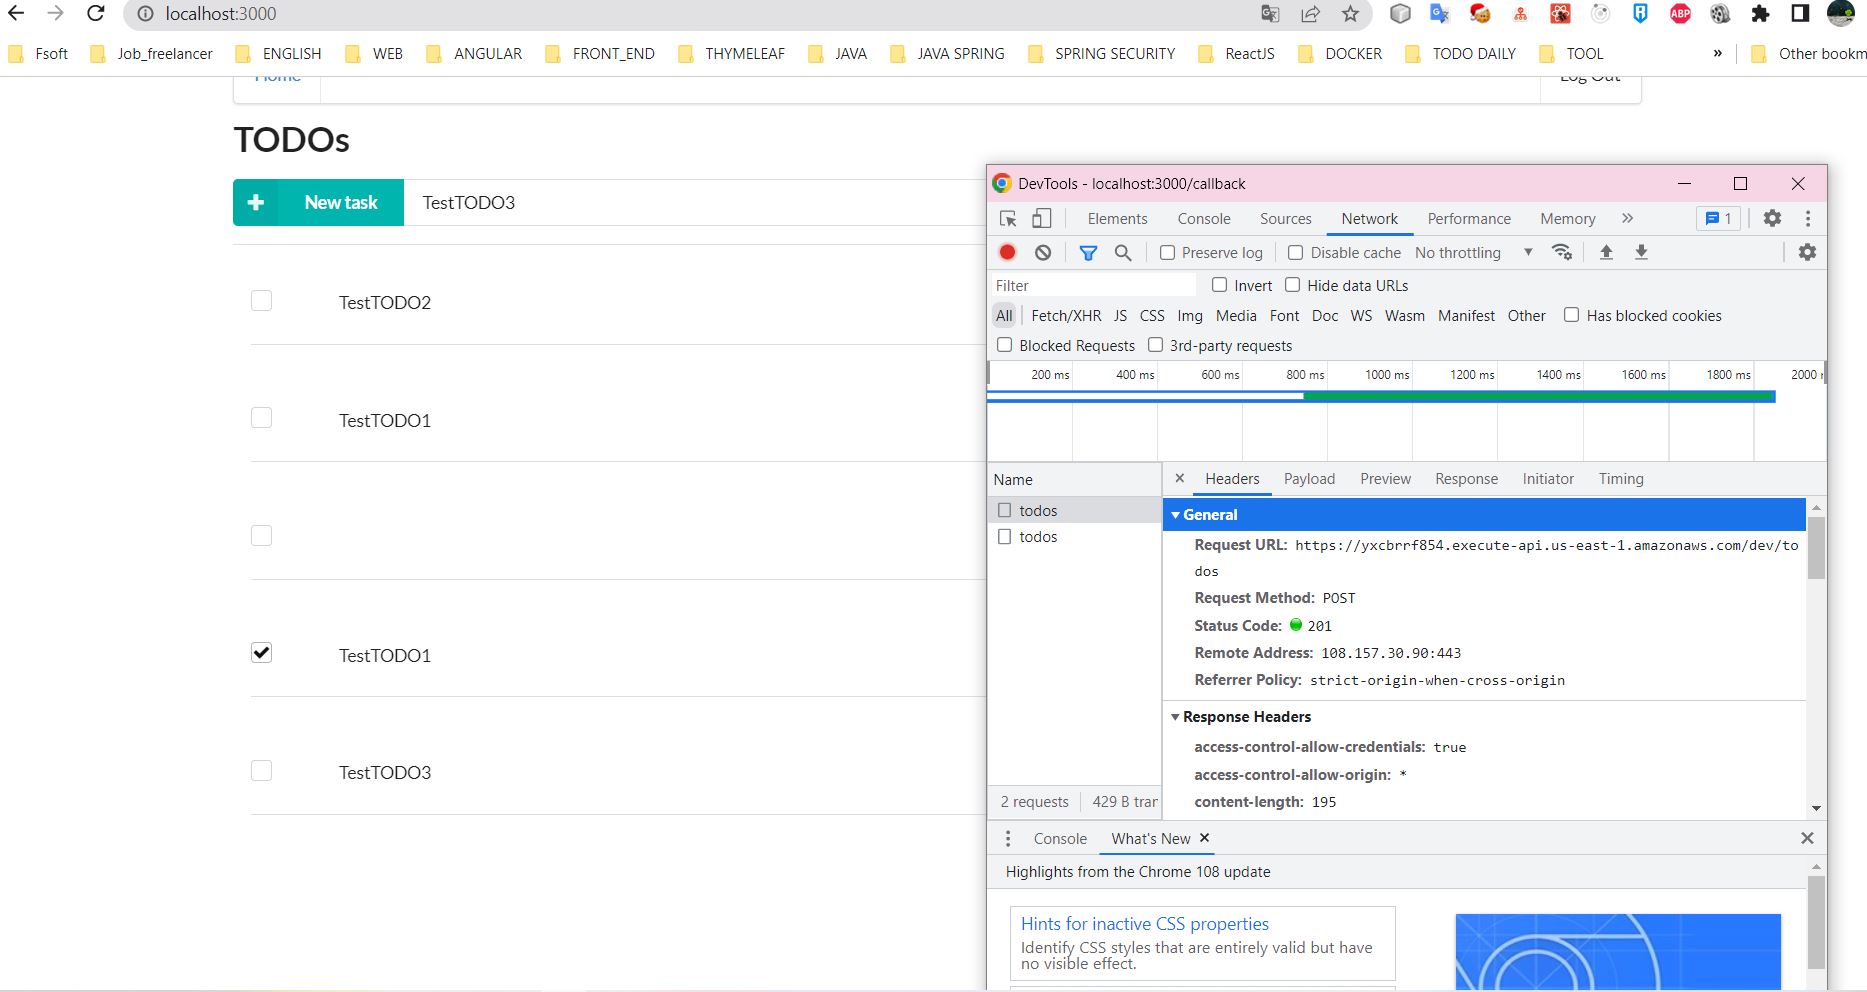 localhost:3000
Fsoft Job_freelancer ENGLISH WEB ANGULAR FRONT_END THYMELEAF JAVA JAVA SPRING SPRING SECURITY ReactJS DOCKER TODO DAILY TOOL » Other bookm
Home Log Out
TODOs
New task TestTODO3
TestTODO2
TestTODO1
TestTODO1
TestTODO3
DevTools - localhost:3000/callback
Elements Console Sources Network Performance Memory » 1
Preserve log Disable cache No throttling
Filter Invert Hide data URLs
All Fetch/XHR JS CSS Img Media Font Doc WS Wasm Manifest Other Has blocked cookies
Blocked Requests 3rd-party requests
200 ms 400 ms 600 ms 800 ms 1000 ms 1200 ms 1400 ms 1600 ms 1800 ms 2000
Name
todos
todos
2 requests 429 B tran
Headers Payload Preview Response Initiator Timing
General
Request URL: https://yxcbrrf854.execute-api.us-east-1.amazonaws.com/dev/to
dos
Request Method: POST
Status Code: 201
Remote Address: 108.157.30.90:443
Referrer Policy: strict-origin-when-cross-origin
Response Headers
access-control-allow-credentials: true
access-control-allow-origin: *
content-length: 195
Console What's New
Highlights from the Chrome 108 update
Hints for inactive CSS properties
Identify CSS styles that are entirely valid but have
no visible effect.
ABP